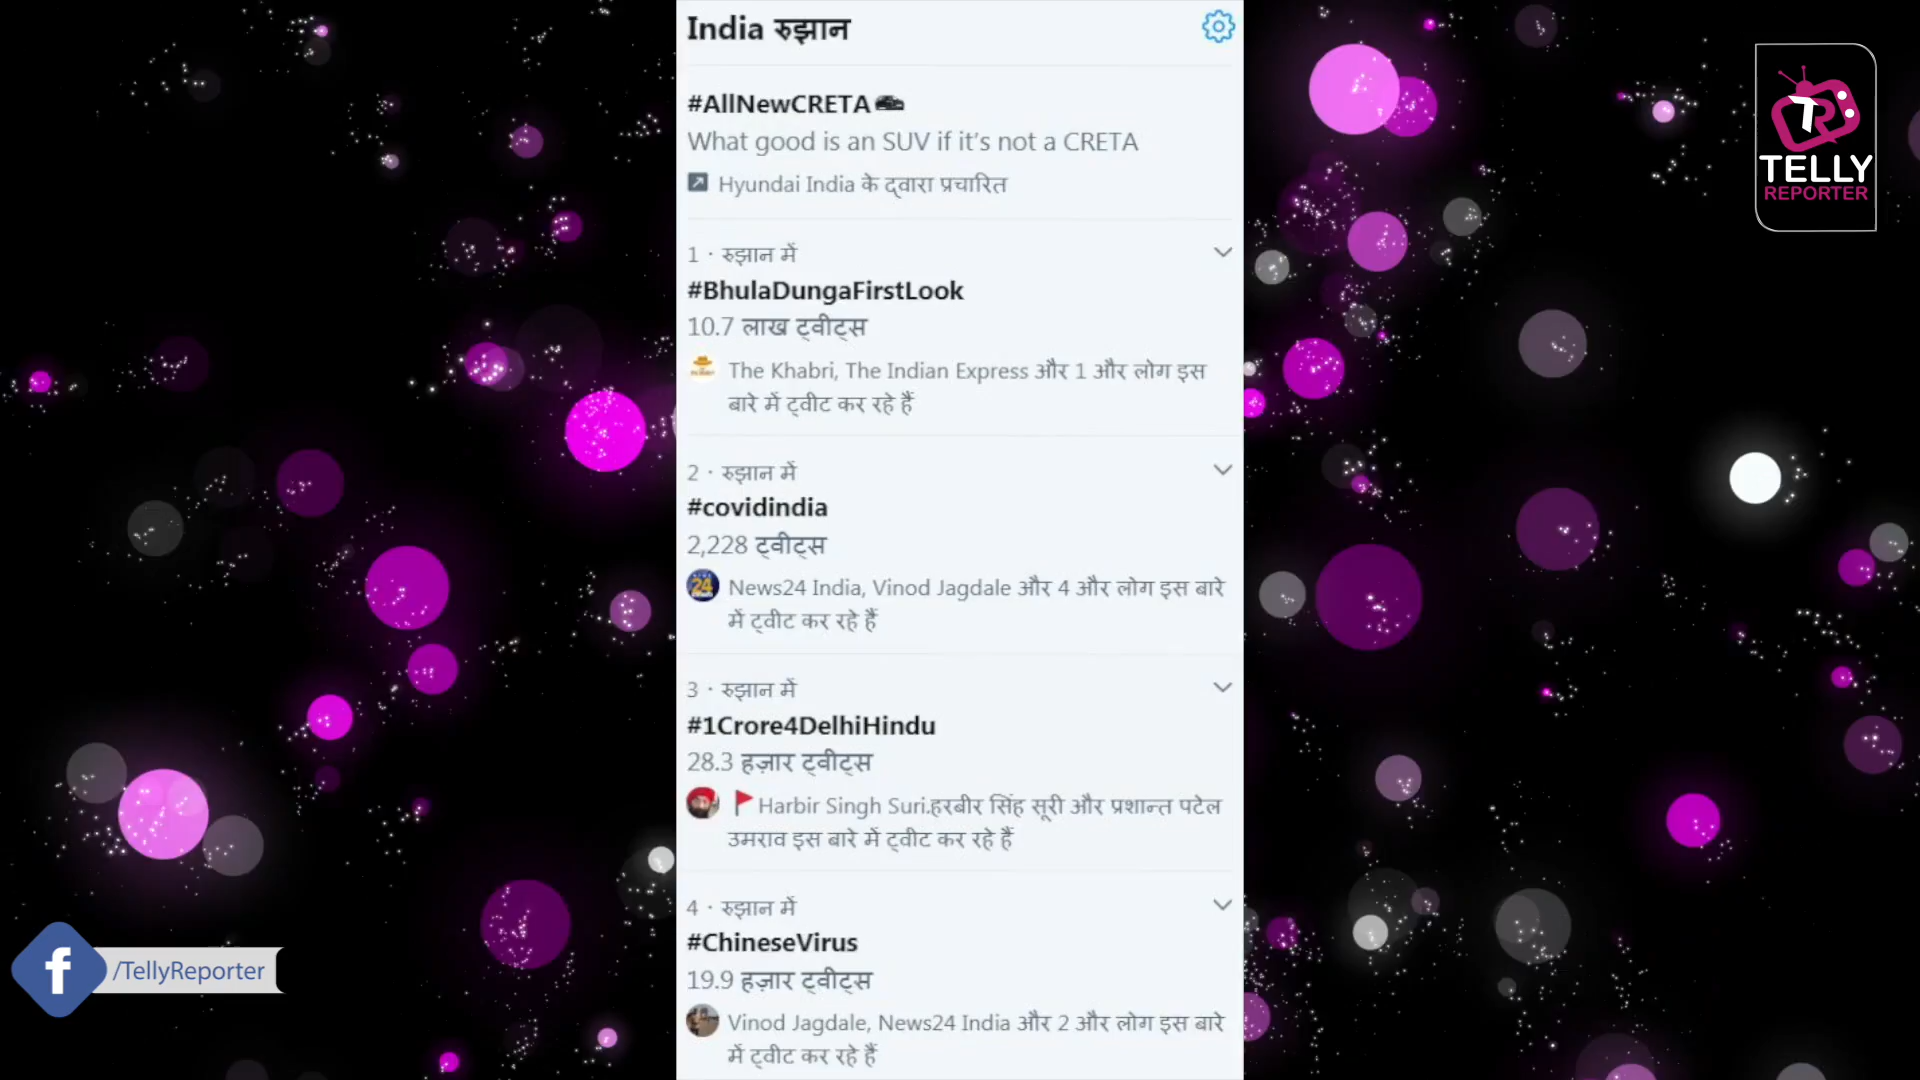 India रुझान
#AllNewCRETA
What good is an SUV if it’s not a CRETA
Hyundai India के द्वारा प्रचारित
1 · रुझान में
#BhulaDungaFirstLook
10.7 लाख ट्वीट्स
The Khabri, The Indian Express और 1 और लोग इस
बारे में ट्वीट कर रहे हैं
2 · रुझान में
#covidindia
2,228 ट्वीट्स
24
News24 India, Vinod Jagdale और 4 और लोग इस बारे
में ट्वीट कर रहे हैं
3 · रुझान में
#1Crore4DelhiHindu
28.3 हज़ार ट्वीट्स
Harbir Singh Suri.हरबीर सिंह सूरी और प्रशान्त पटेल
उमराव इस बारे में ट्वीट कर रहे हैं
4 · रुझान में
#ChineseVirus
19.9 हज़ार ट्वीट्स
Vinod Jagdale, News24 India और 2 और लोग इस बारे
में ट्वीट कर रहे हैं
TR
TELLY
REPORTER
f /TellyReporter